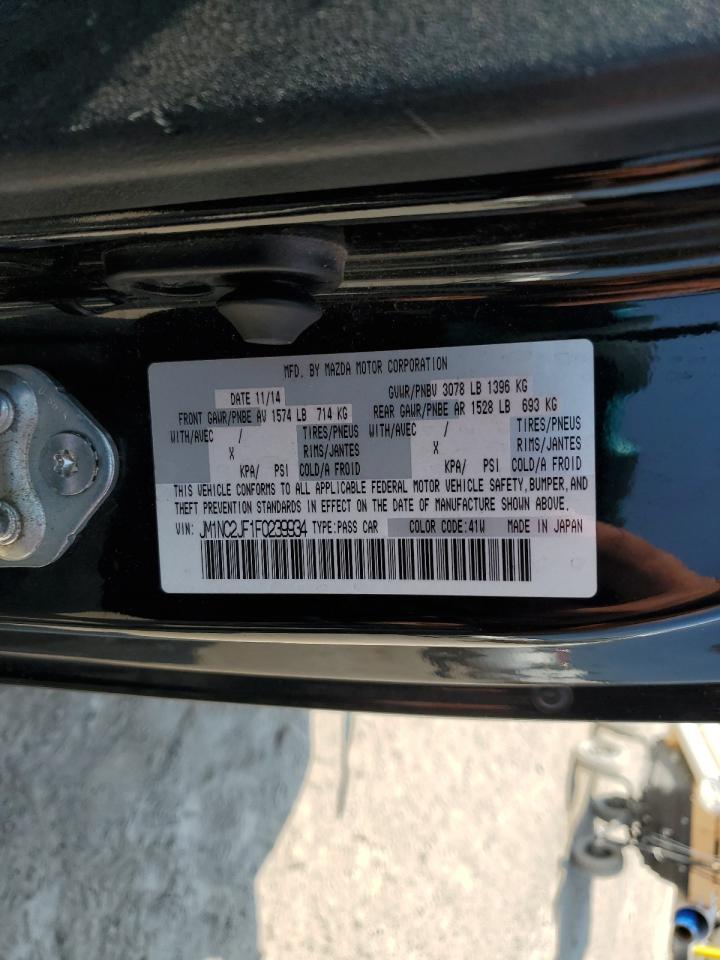 MFD. BY MAZDA MOTOR CORPORATION
DATE 11/14 GVWR/PNBV 3078 LB 1396 KG
FRONT GAWR/PNBE AV 1574 LB 714 KG REAR GAWR/PNBE AR 1528 LB 693 KG
WITH/AVEC / TIRES/PNEUS WITH/AVEC / TIRES/PNEUS
X RIMS/JANTES X RIMS/JANTES
KPA/ PSI COLD/A FROID KPA/ PSI COLD/A FROID
THIS VEHICLE CONFORMS TO ALL APPLICABLE FEDERAL MOTOR VEHICLE SAFETY, BUMPER, AND
THEFT PREVENTION STANDARDS IN EFFECT ON THE DATE OF MANUFACTURE SHOWN ABOVE.
VIN: JM1NC2JF1F0239934 TYPE:PASS CAR COLOR CODE:41W MADE IN JAPAN